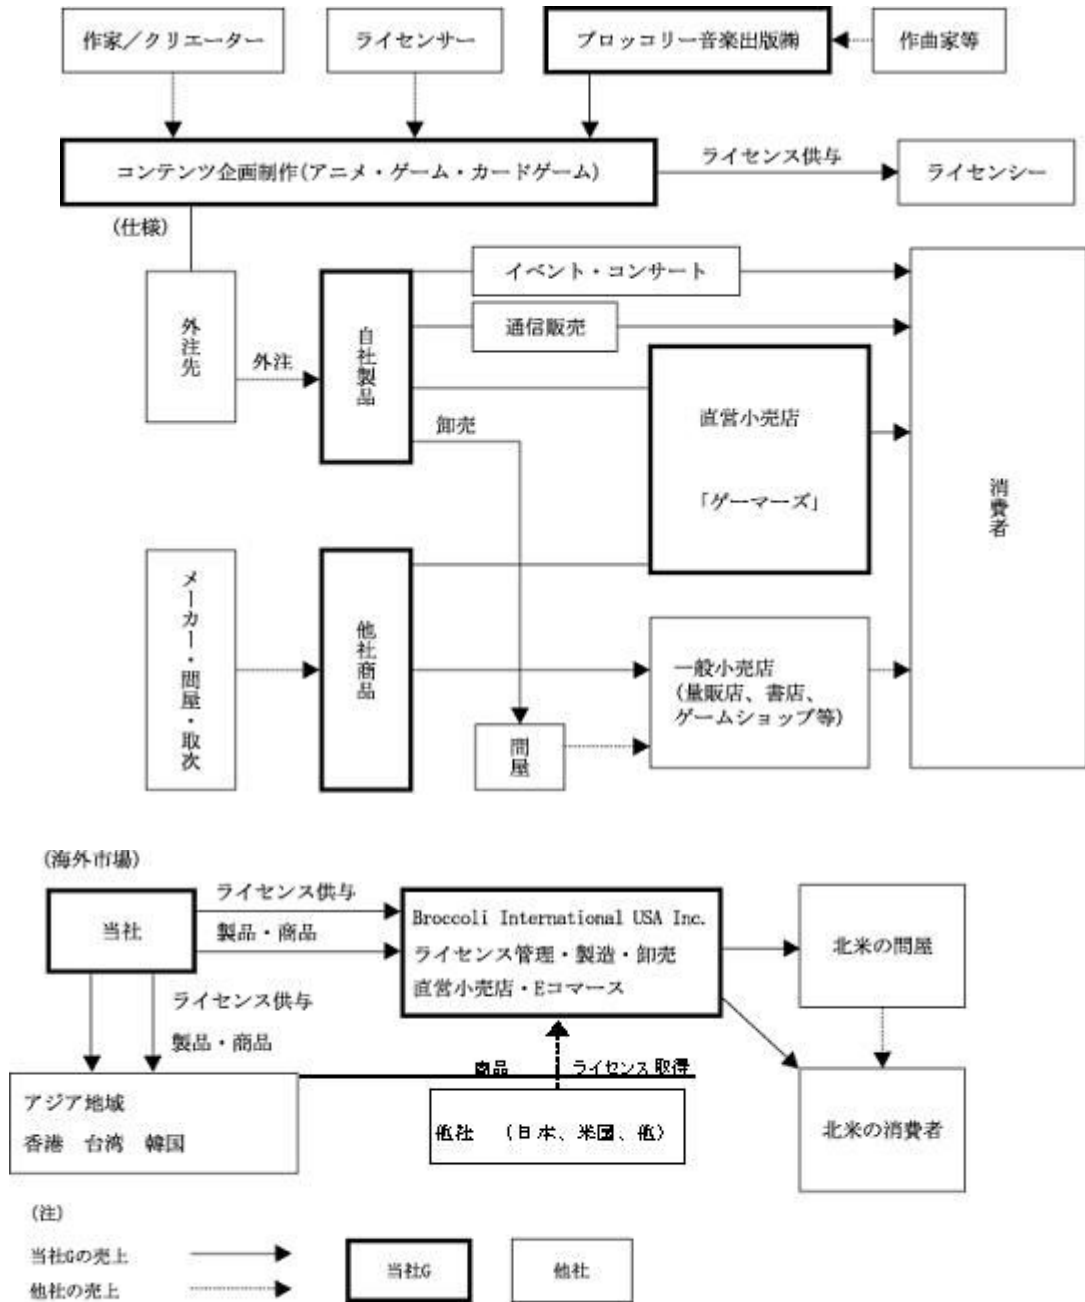 作家／クリエーター
ライセンサー
ブロッコリー音楽出版㈱
作曲家等
コンテンツ企画制作(アニメ・ゲーム・カードゲーム)
ライセンス供与
ライセンシー
(仕様)
イベント・コンサート
通信販売
外注先
外注
自社製品
卸売
直営小売店
「ゲーマーズ」
消費者
メーカー・問屋・取次
他社商品
一般小売店
(量販店、書店、
ゲームショップ等)
問屋
(海外市場)
当社
ライセンス供与
製品・商品
Broccoli International USA Inc.
ライセンス管理・製造・卸売
直営小売店・Eコマース
北米の問屋
ライセンス供与
製品・商品
商品
ライセンス取得
アジア地域
香港　台湾　韓国
他社　（日本、米国、他）
北米の消費者
(注)
当社Gの売上
他社の売上
当社G
他社